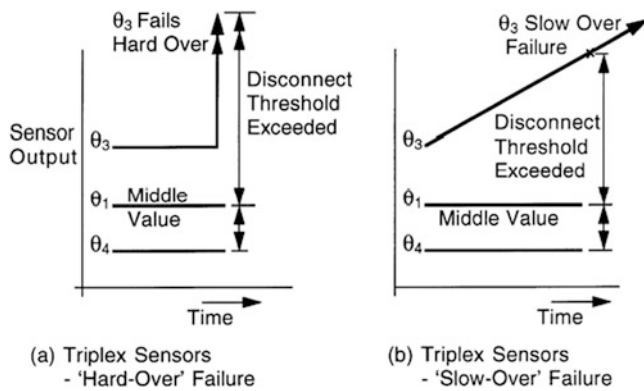 θ₃ Fails
Hard Over
Disconnect
Threshold
Exceeded
Sensor
Output
θ₃
θ₁
Middle
Value
θ₄
Time
(a) Triplex Sensors
- 'Hard-Over' Failure
θ₃ Slow Over
Failure
Disconnect
Threshold
Exceeded
θ₃
θ₁
Middle Value
θ₄
Time
(b) Triplex Sensors
- 'Slow-Over' Failure